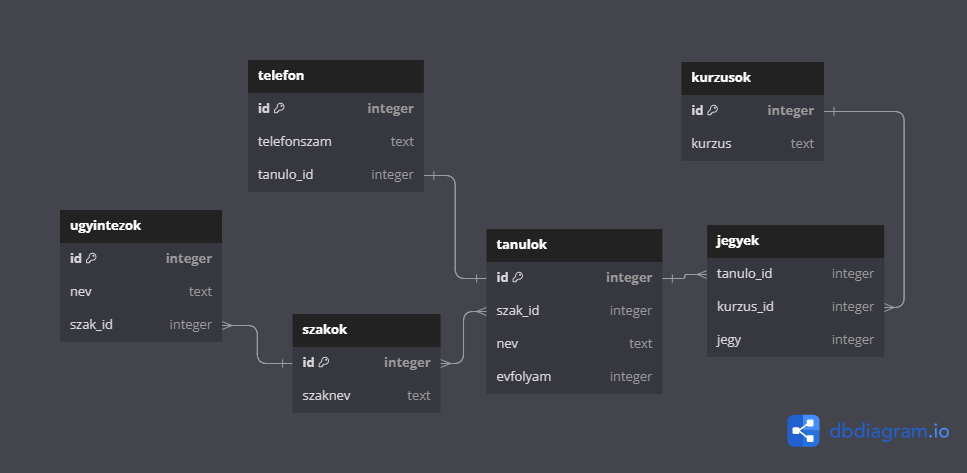 telefon
id integer
telefonszam text
tanulo_id integer
kurzusok
id integer
kurzus text
ugyintezok
id integer
nev text
szak_id integer
szakok
id integer
szaknev text
tanulok
id integer
szak_id integer
nev text
evfolyam integer
jegyek
tanulo_id integer
kurzus_id integer
jegy integer
dbdiagram.io